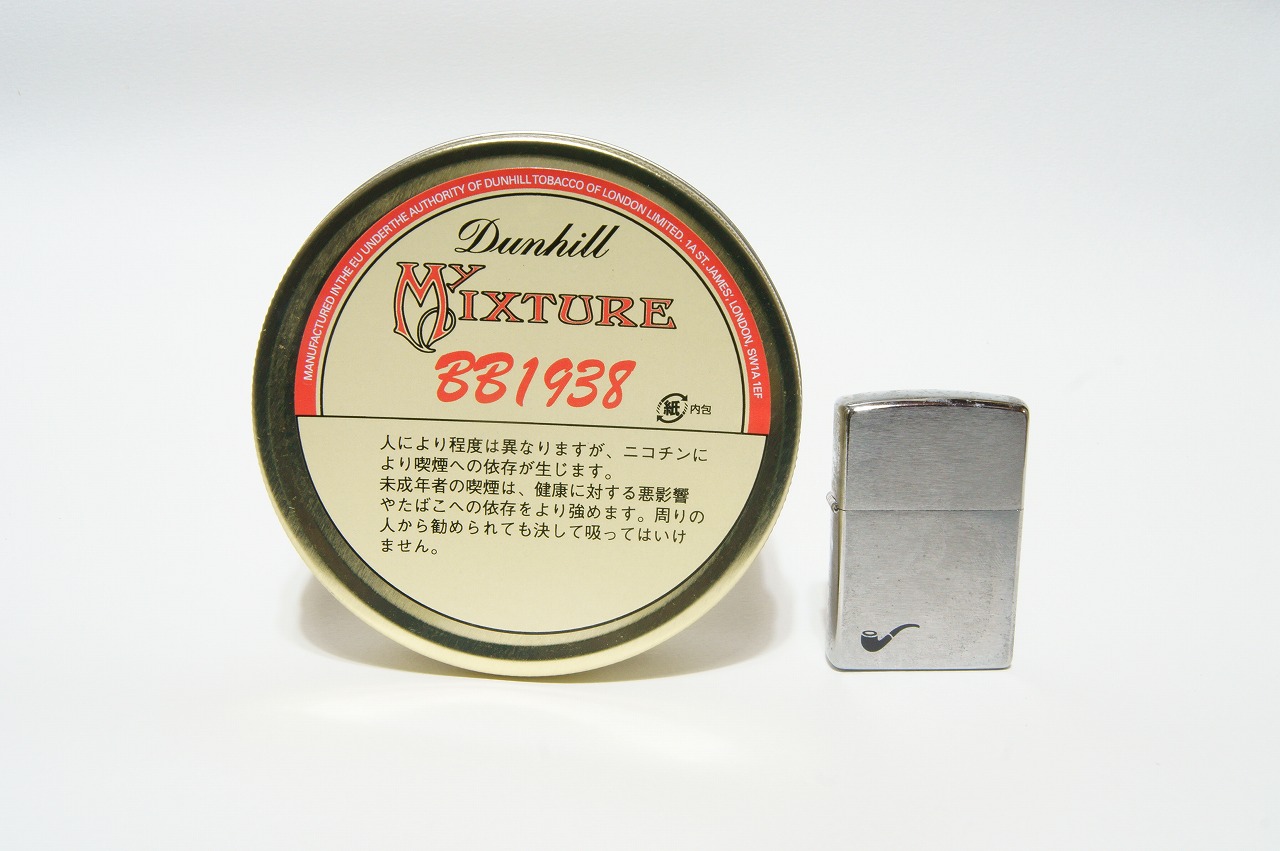 MANUFACTURED IN THE EU UNDER THE AUTHORITY OF DUNHILL TOBACCO OF LONDON LIMITED. 1A ST. JAMES', LONDON, SW1A 1EF
Dunhill
MY MIXTURE
BB1938
紙 内包
人により程度は異なりますが、ニコチンに
より喫煙への依存が生じます。
未成年者の喫煙は、健康に対する悪影響
やたばこへの依存をより強めます。周りの
人から勧められても決して吸ってはいけ
ません。